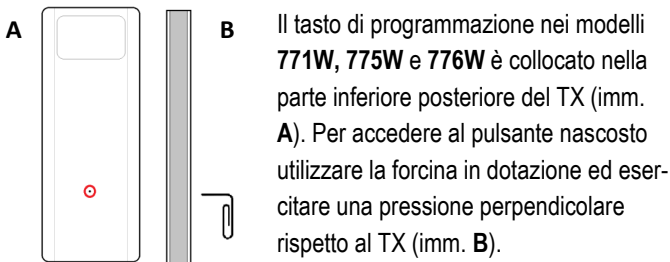 A
B
Il tasto di programmazione nei modelli
771W, 775W e 776W è collocato nella
parte inferiore posteriore del TX (imm.
A). Per accedere al pulsante nascosto
utilizzare la forcina in dotazione ed eser-
citare una pressione perpendicolare
rispetto al TX (imm. B).